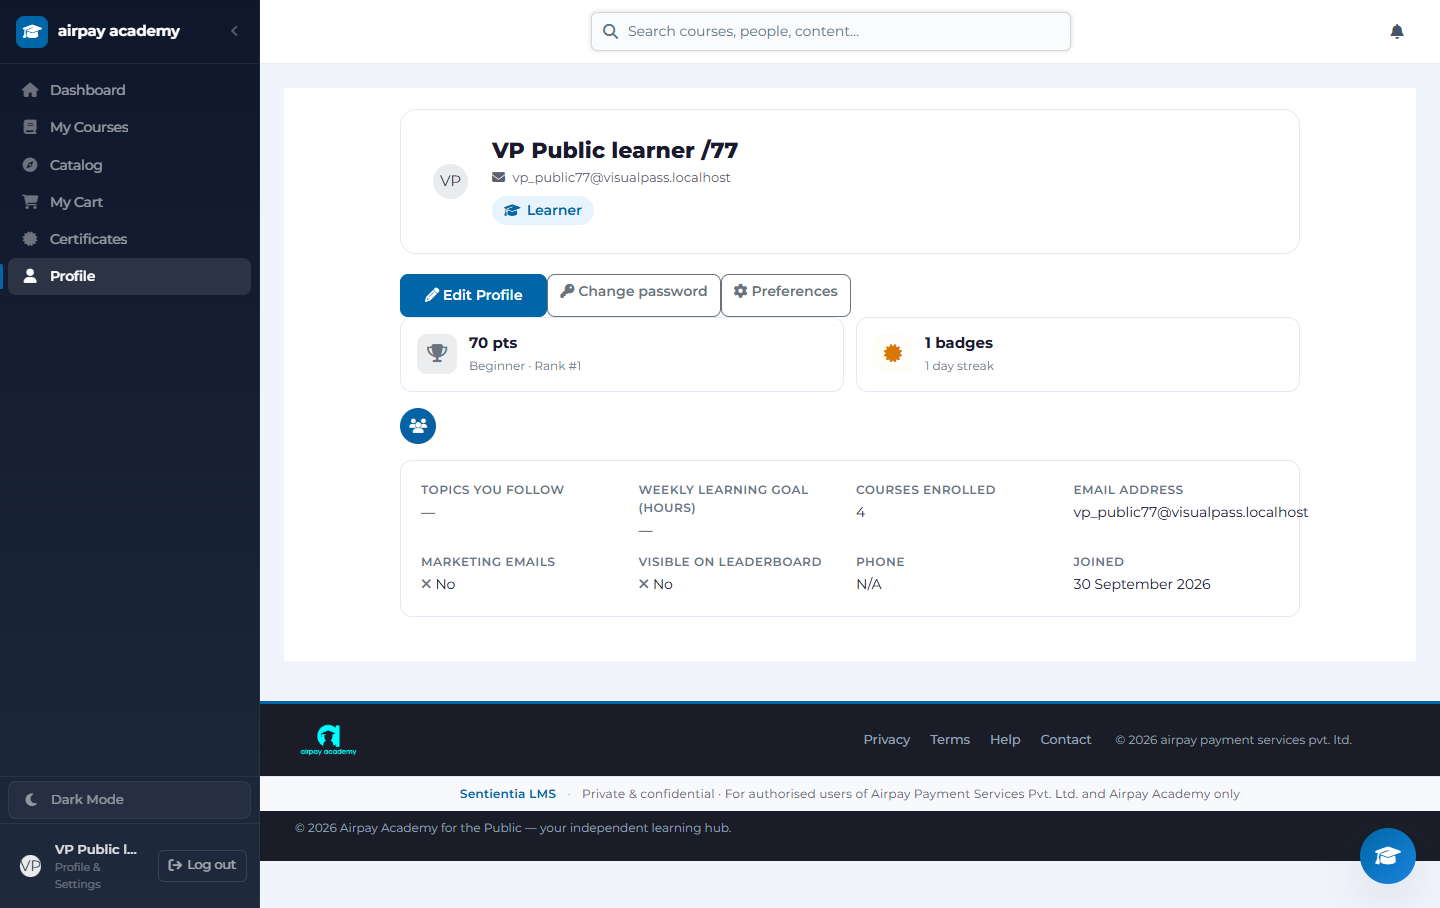 airpay academy
Search courses, people, content...
Dashboard
My Courses
Catalog
My Cart
Certificates
Profile
VP
VP Public learner /77
vp_public77@visualpass.localhost
Learner
Edit Profile
Change password
Preferences
70 pts
Beginner · Rank #1
1 badges
1 day streak
TOPICS YOU FOLLOW
—
WEEKLY LEARNING GOAL
(HOURS)
—
COURSES ENROLLED
4
EMAIL ADDRESS
vp_public77@visualpass.localhost
MARKETING EMAILS
✕ No
VISIBLE ON LEADERBOARD
✕ No
PHONE
N/A
JOINED
30 September 2026
Dark Mode
VP
VP Public l...
Profile &
Settings
Log out
airpay academy
Privacy
Terms
Help
Contact
© 2026 airpay payment services pvt. ltd.
Sentientia LMS · Private & confidential · For authorised users of Airpay Payment Services Pvt. Ltd. and Airpay Academy only
© 2026 Airpay Academy for the Public — your independent learning hub.